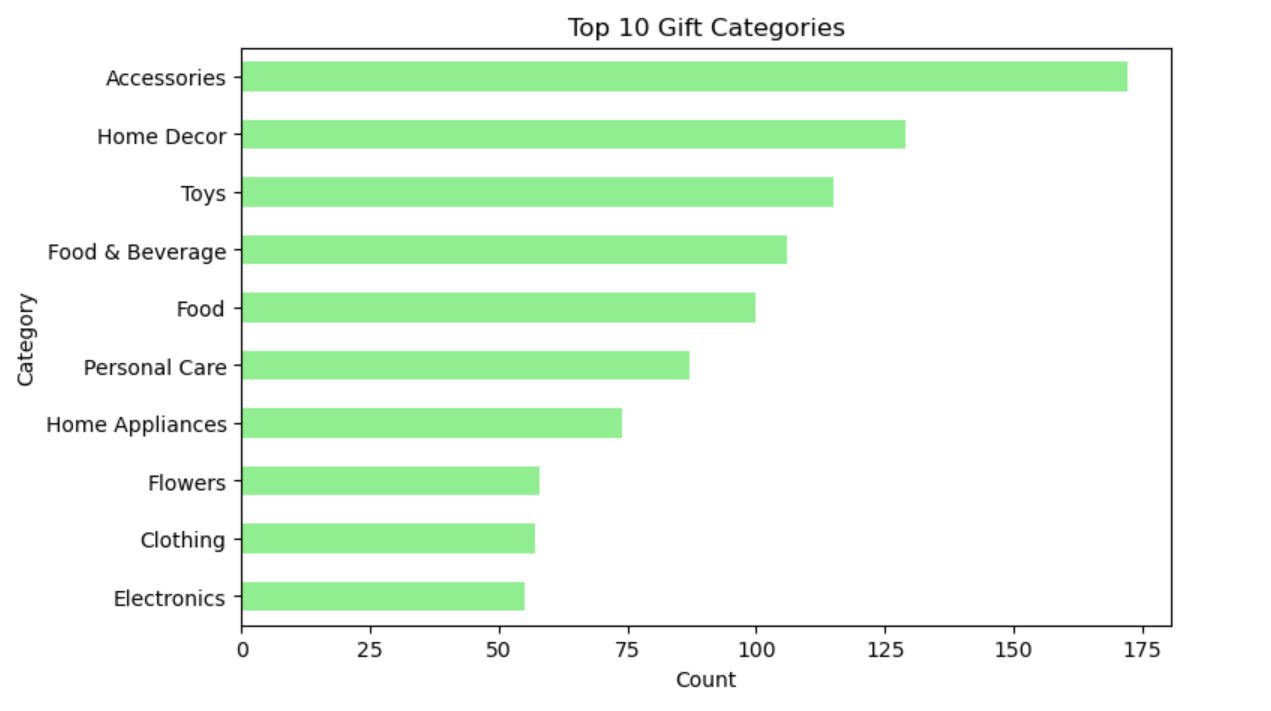 Top 10 Gift Categories
Accessories
Home Decor
Toys
Food & Beverage
Food
Personal Care
Home Appliances
Flowers
Clothing
Electronics
Category
0 25 50 75 100 125 150 175
Count